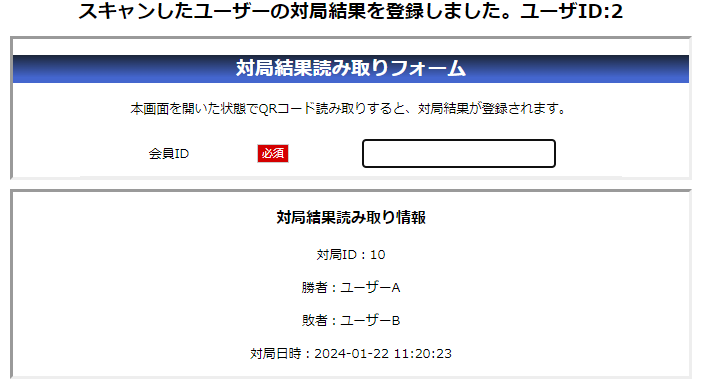 スキャンしたユーザーの対局結果を登録しました。ユーザID:2
対局結果読み取りフォーム
本画面を開いた状態でQRコード読み取りすると、対局結果が登録されます。
会員ID 必須
対局結果読み取り情報
対局ID：10
勝者：ユーザーA
敗者：ユーザーB
対局日時：2024-01-22 11:20:23